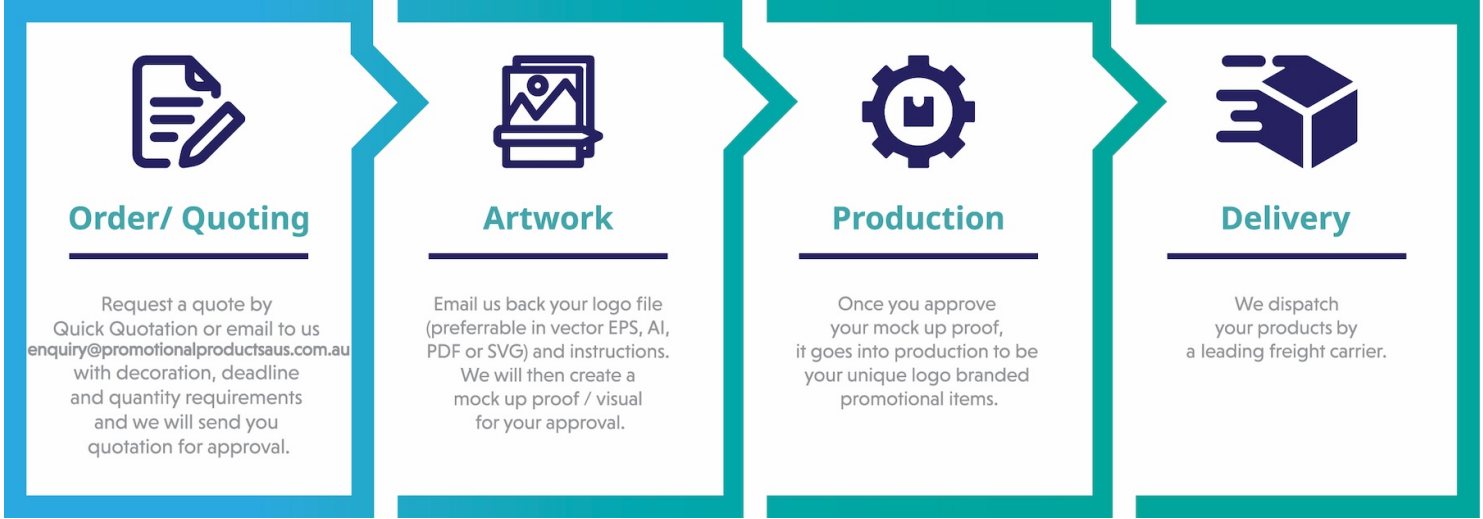 Order/ Quoting
Request a quote by
Quick Quotation or email to us
enquiry@promotionalproductsaus.com.au
with decoration, deadline
and quantity requirements
and we will send you
quotation for approval.
Artwork
Email us back your logo file
(preferrable in vector EPS, AI,
PDF or SVG) and instructions.
We will then create a
mock up proof / visual
for your approval.
Production
Once you approve
your mock up proof,
it goes into production to be
your unique logo branded
promotional items.
Delivery
We dispatch
your products by
a leading freight carrier.